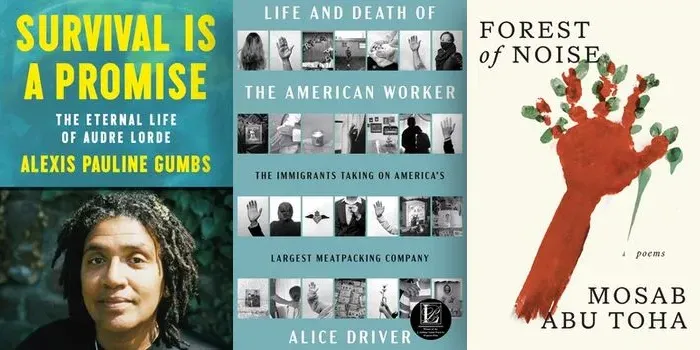 SURVIVAL IS
A PROMISE
THE ETERNAL LIFE
OF AUDRE LORDE
ALEXIS PAULINE GUMBS
LIFE AND DEATH OF
THE AMERICAN WORKER
THE IMMIGRANTS TAKING ON AMERICA'S
LARGEST MEATPACKING COMPANY
ALICE DRIVER
FOREST
of NOISE
poems
MOSAB
ABU TOHA